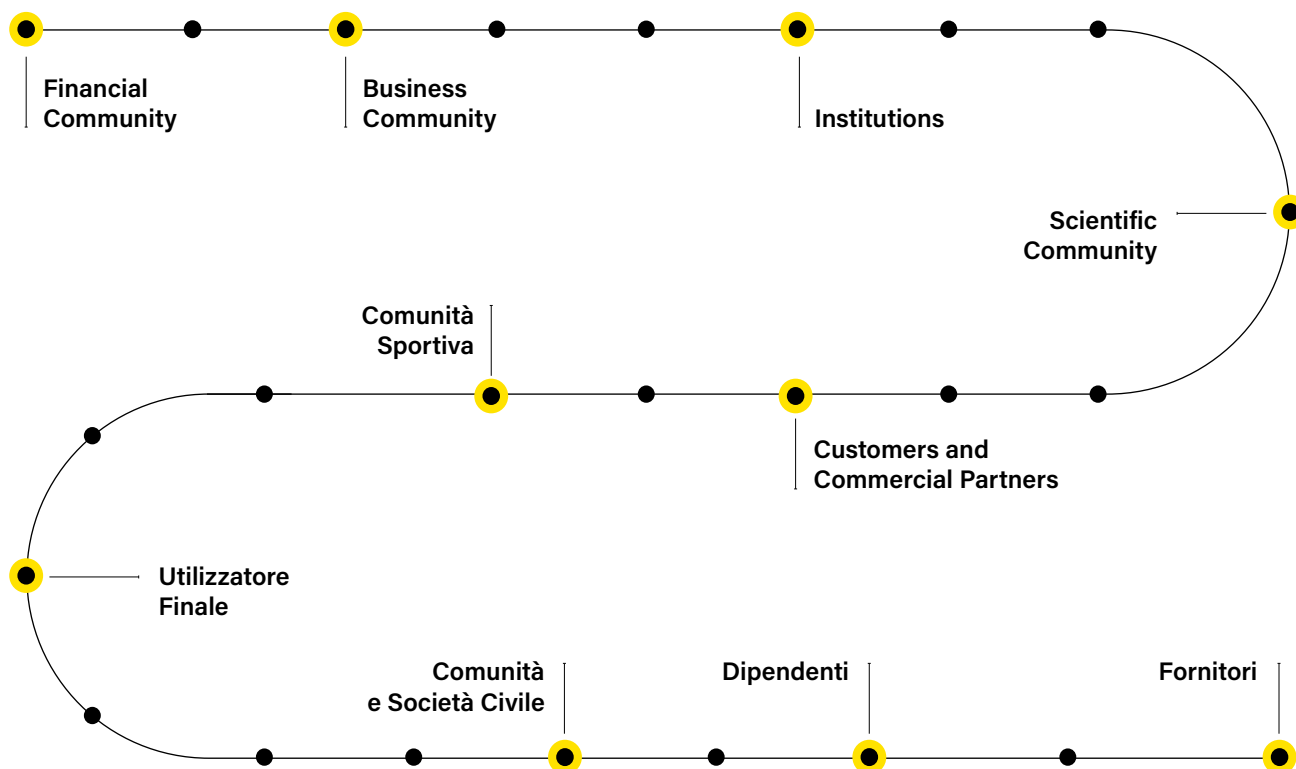 Financial
Community
Business
Community
Institutions
Scientific
Community
Comunità
Sportiva
Customers and
Commercial Partners
Utilizzatore
Finale
Comunità
e Società Civile
Dipendenti
Fornitori